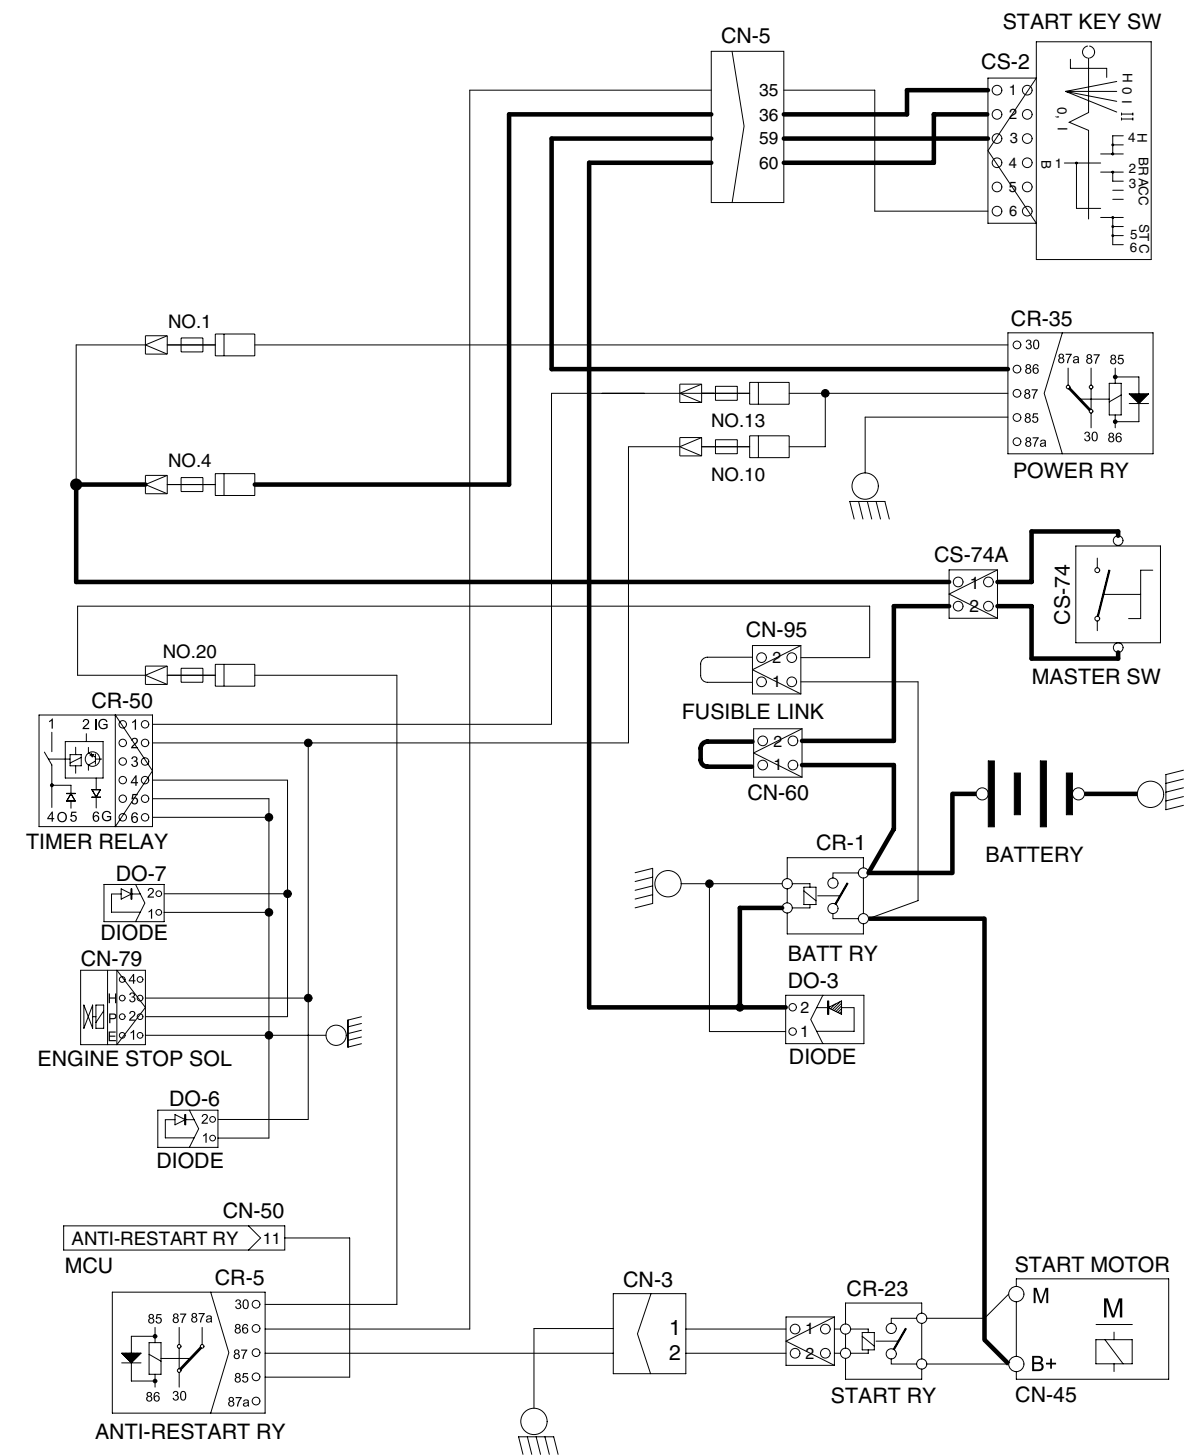 START KEY SW
CN-5
CS-2
35
36
59
60
1
2
3
4
5
6
H 0 I II
0, I
B 1
4 H
2 BR
3 ACC
5 ST
6 C
NO.1
CR-35
30
86
87
85
87a
87a 87 85
30 86
POWER RY
NO.13
NO.10
NO.4
CS-74A
1
2
CS-74
MASTER SW
CN-95
2
1
FUSIBLE LINK
NO.20
CR-50
1 2 IG
4 O 5 6G
1
2
3
4
5
6
TIMER RELAY
2
1
CN-60
BATTERY
CR-1
BATT RY
DO-7
2
1
DIODE
CN-79
4
H 3
P 2
E 1
ENGINE STOP SOL
DO-3
2
1
DIODE
DO-6
2
1
DIODE
CN-50
ANTI-RESTART RY 11
MCU
CR-5
30
86
87
85
87a
85 87 87a
86 30
ANTI-RESTART RY
CN-3
1
2
CR-23
1
2
START RY
START MOTOR
M
M
B+
CN-45